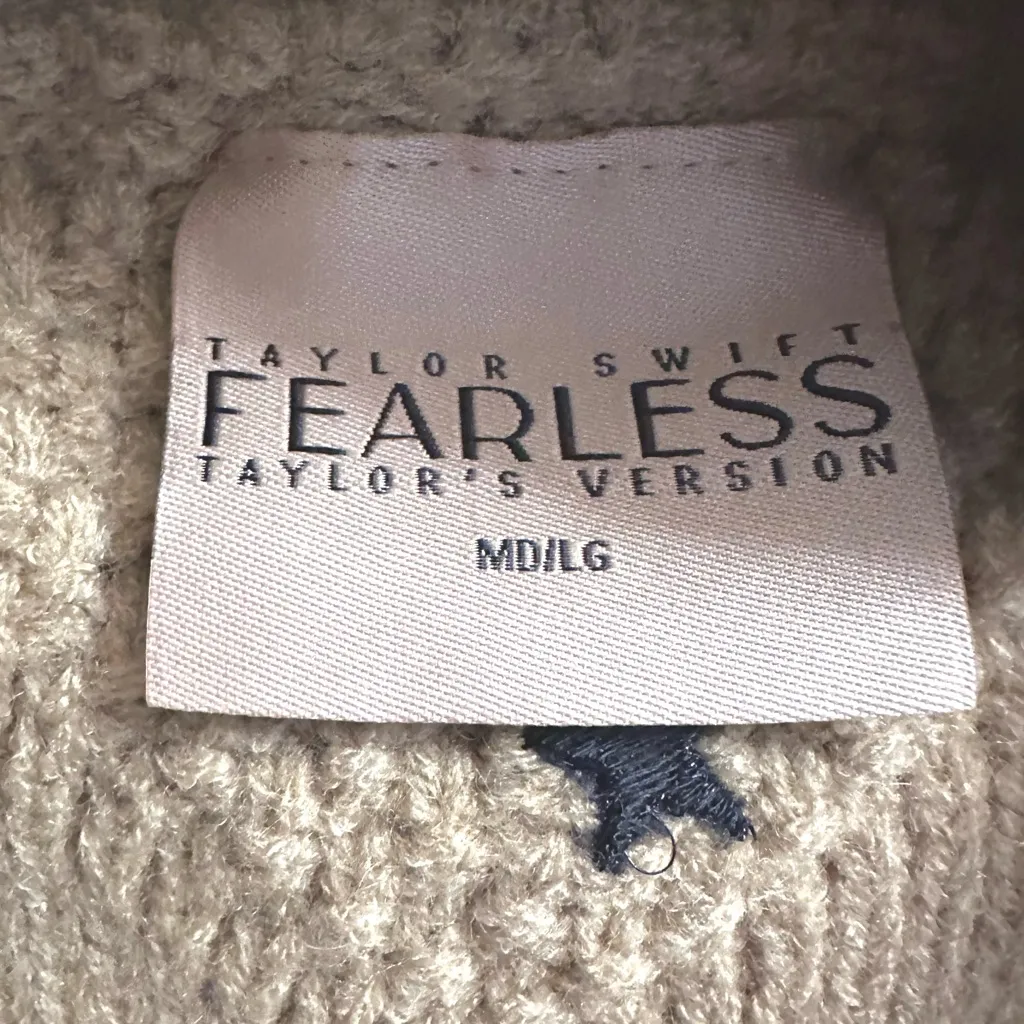 TAYLOR SWIFT
FEARLESS
TAYLOR'S VERSION
MD/LG